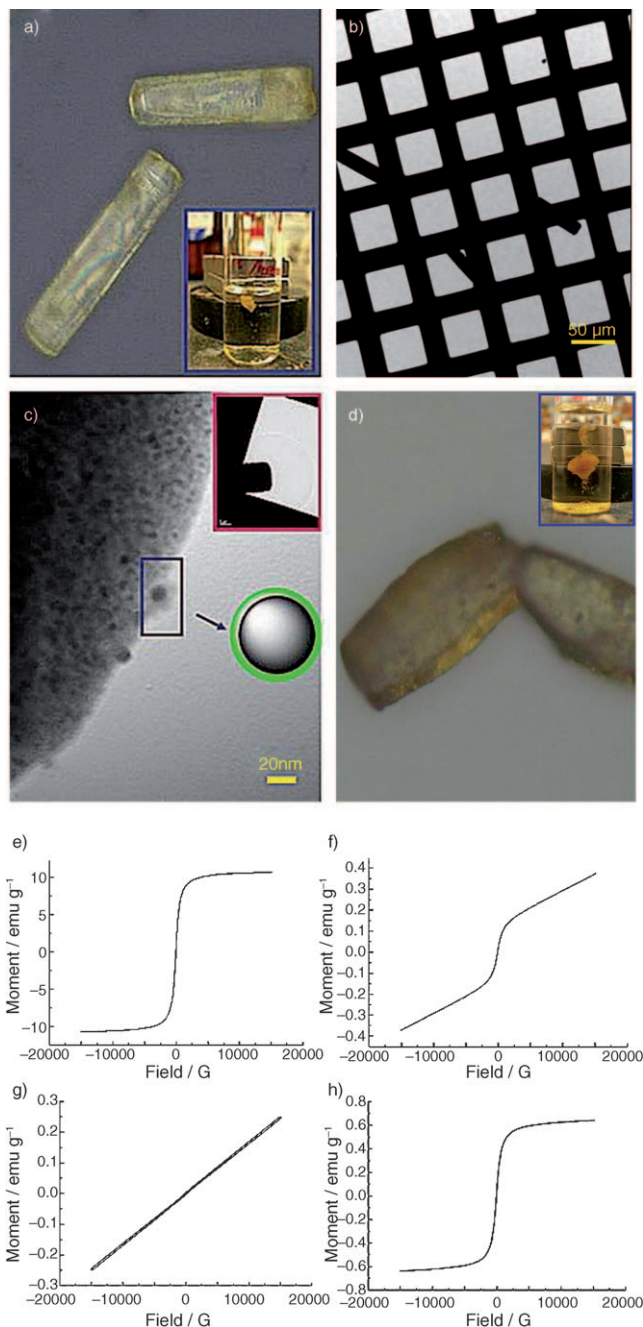 a)
b)
50 µm
c)
20nm
d)
e)
10
5
0
−5
−10
Moment / emu g⁻¹
−20000 −10000 0 10000 20000
Field / G
f)
0.4
0.3
0.2
0.1
0.0
−0.1
−0.2
−0.3
−0.4
Moment / emu g⁻¹
−20000 −10000 0 10000 20000
Field / G
g)
0.3
0.2
0.1
0.0
−0.1
−0.2
−0.3
Moment / emu g⁻¹
−20000 −10000 0 10000 20000
Field / G
h)
0.8
0.6
0.4
0.2
0.0
−0.2
−0.4
−0.6
−0.8
Moment / emu g⁻¹
−20000 −10000 0 10000 20000
Field / G